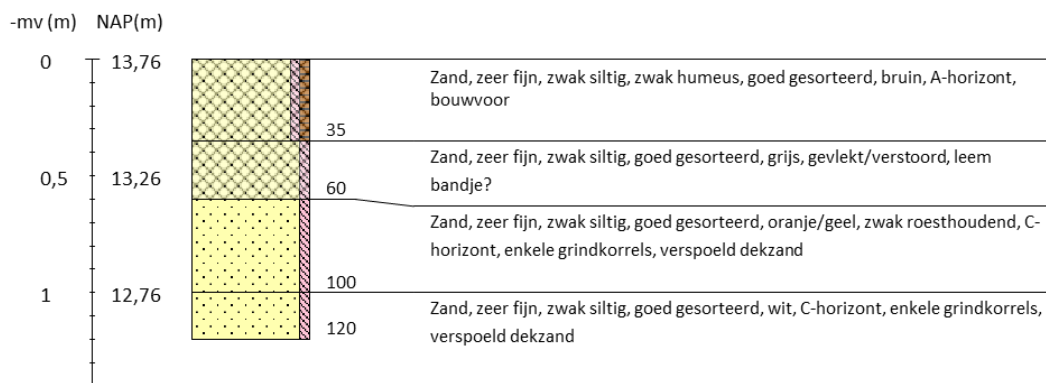 -mv (m) NAP(m)
0 13,76 Zand, zeer fijn, zwak siltig, zwak humeus, goed gesorteerd, bruin, A-horizont,
bouwvoor
35
0,5 13,26 Zand, zeer fijn, zwak siltig, goed gesorteerd, grijs, gevlekt/verstoord, leem
bandje?
60
Zand, zeer fijn, zwak siltig, goed gesorteerd, oranje/geel, zwak roesthoudend, C-
horizont, enkele grindkorrels, verspoeld dekzand
100
1 12,76 Zand, zeer fijn, zwak siltig, goed gesorteerd, wit, C-horizont, enkele grindkorrels,
verspoeld dekzand
120